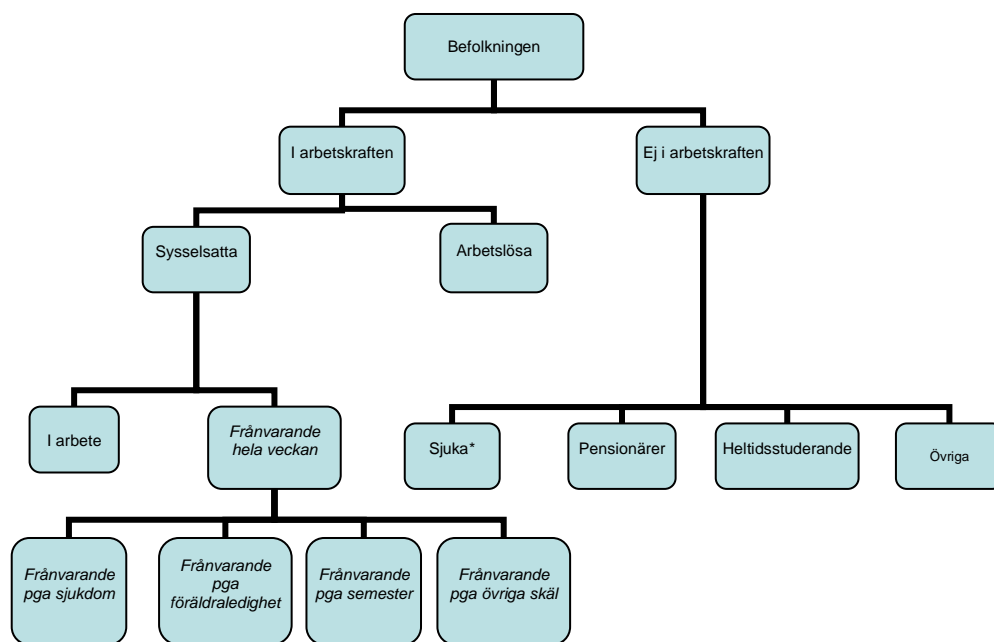 Befolkningen
I arbetskraften
Ej i arbetskraften
Sysselsatta
Arbetslösa
I arbete
Frånvarande
hela veckan
Sjuka*
Pensionärer
Heltidsstuderande
Övriga
Frånvarande
pga sjukdom
Frånvarande
pga
föräldraledighet
Frånvarande
pga semester
Frånvarande
pga övriga skäl